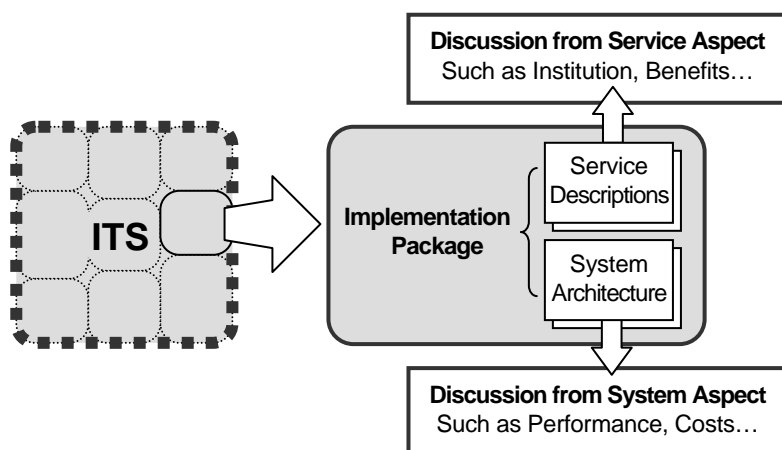 Discussion from Service Aspect
Such as Institution, Benefits…
ITS
Implementation
Package
Service
Descriptions
System
Architecture
Discussion from System Aspect
Such as Performance, Costs…